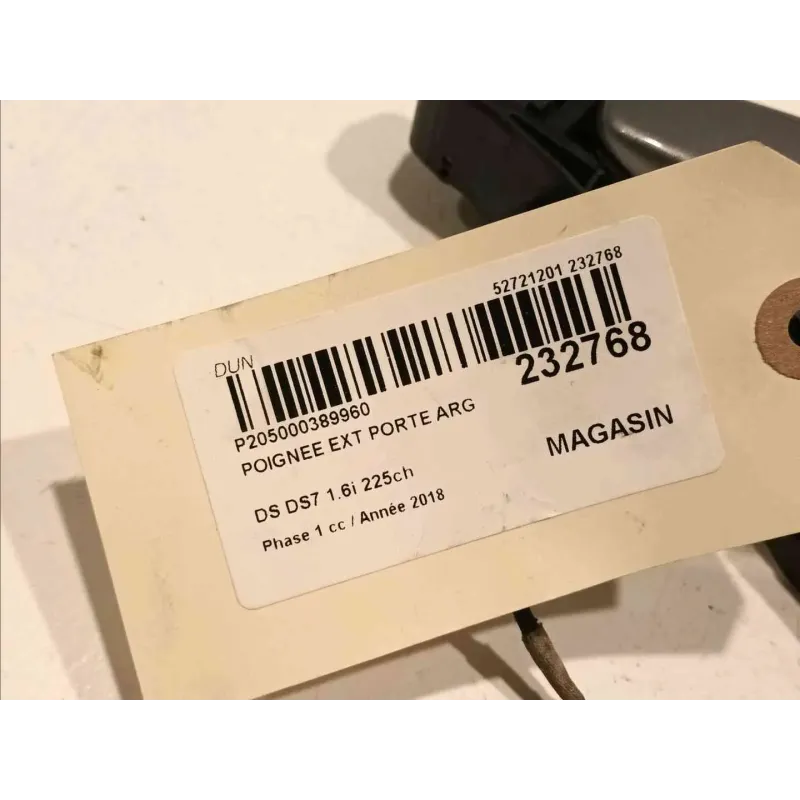 52721201 232768
DUN
232768
P205000389960
POIGNEE EXT PORTE ARG
MAGASIN
DS DS7 1.6i 225ch
Phase 1 cc / Année 2018